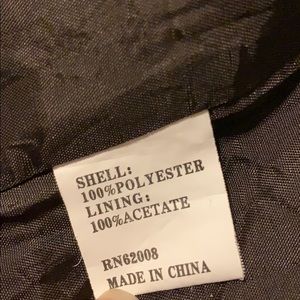 SHELL:
100%POLYESTER
LINING:
100%ACETATE
RN62008
MADE IN CHINA